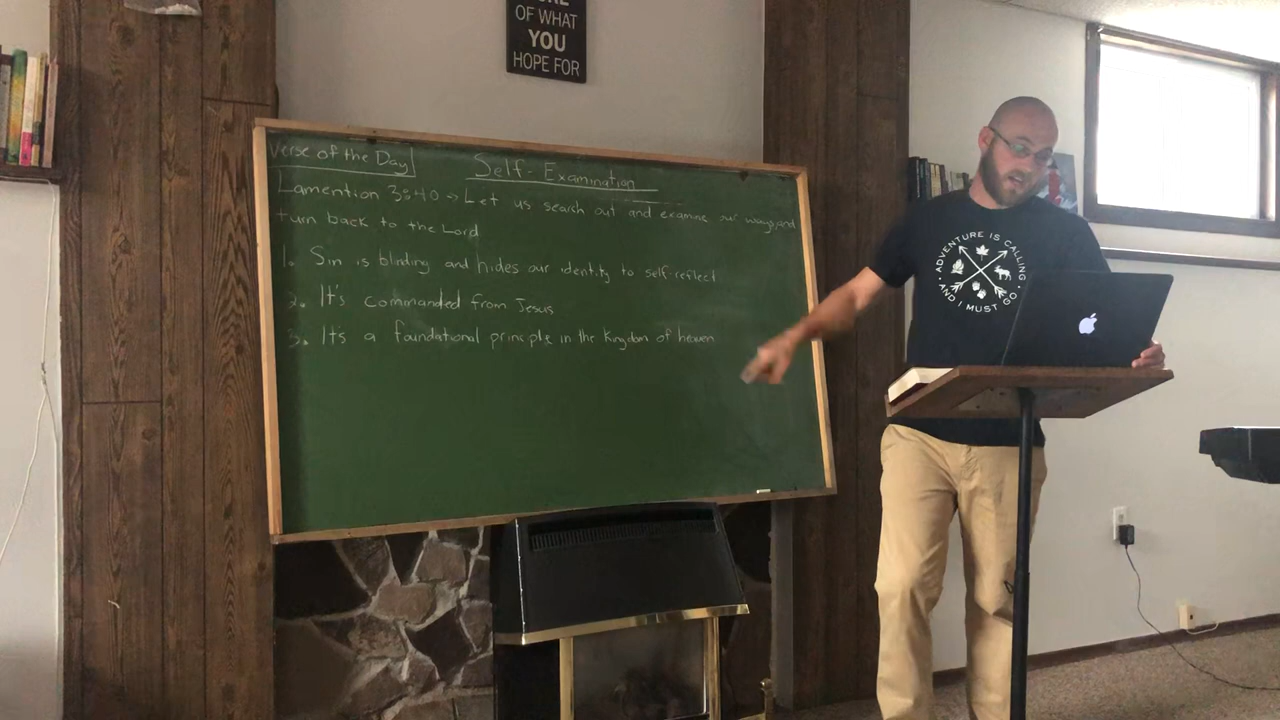 OF WHAT
YOU
HOPE FOR
Verse of the Day
Self-Examination
Lamention 3:40 → Let us search out and examine our ways, and
turn back to the Lord
1. Sin is blinding and hides our identity to self-reflect
2. It's commanded from Jesus
3. It's a foundational principle in the kingdom of heaven
ADVENTURE IS CALLING
AND I MUST GO